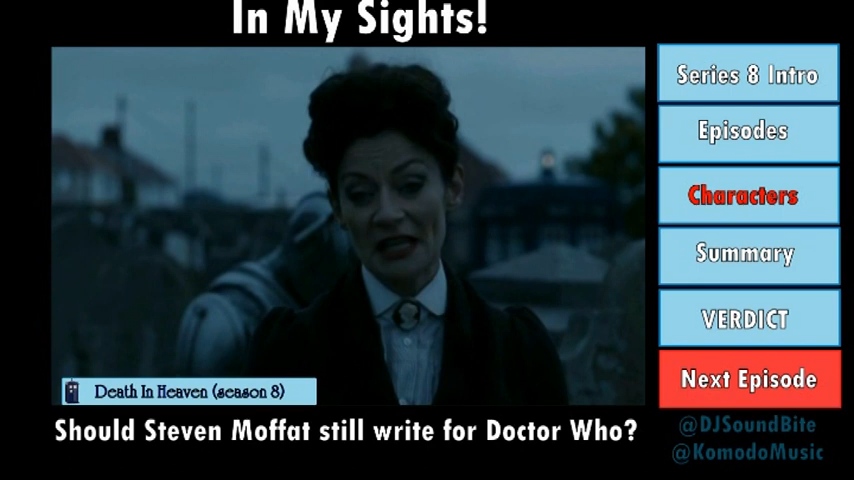 In My Sights!
Series 8 Intro
Episodes
Characters
Summary
VERDICT
Next Episode
Death In Heaven (season 8)
Should Steven Moffat still write for Doctor Who?
@DJSoundBite
@KomodoMusic